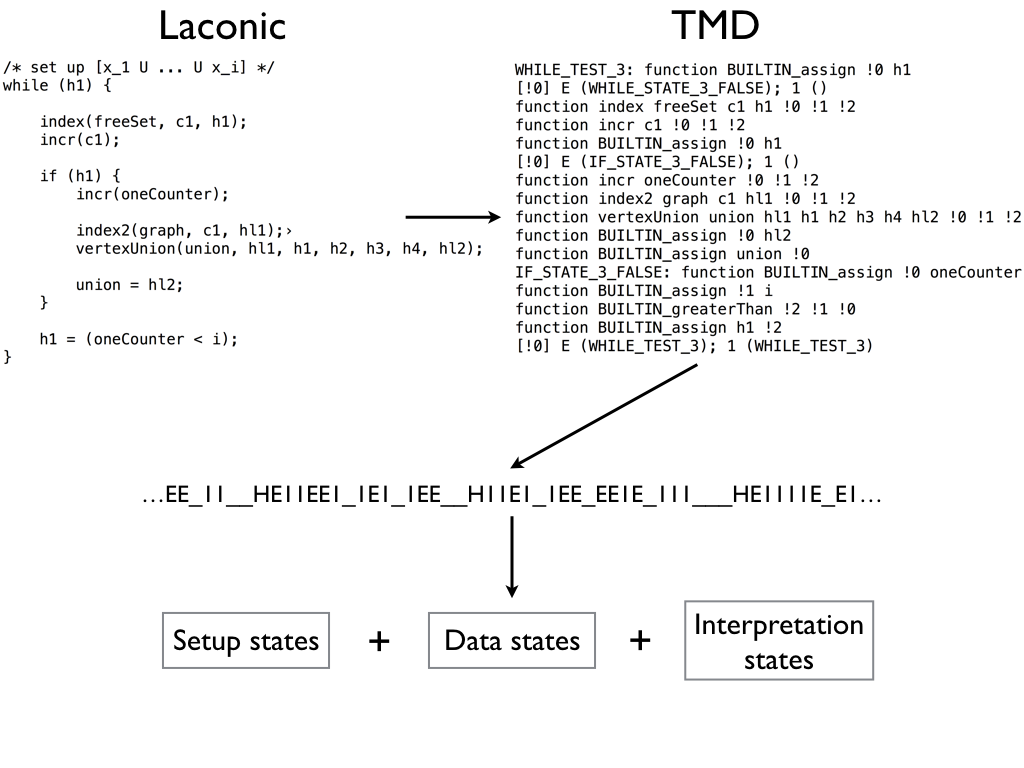 Laconic
/* set up [x_1 U ... U x_i] */
while (h1) {
index(freeSet, c1, h1);
incr(c1);
if (h1) {
incr(oneCounter);
index2(graph, c1, hl1);›
vertexUnion(union, hl1, h1, h2, h3, h4, hl2);
union = hl2;
}
h1 = (oneCounter < i);
}
TMD
WHILE_TEST_3: function BUILTIN_assign !0 h1
[!0] E (WHILE_STATE_3_FALSE); 1 ()
function index freeSet c1 h1 !0 !1 !2
function incr c1 !0 !1 !2
function BUILTIN_assign !0 h1
[!0] E (IF_STATE_3_FALSE); 1 ()
function incr oneCounter !0 !1 !2
function index2 graph c1 hl1 !0 !1 !2
function vertexUnion union hl1 h1 h2 h3 h4 hl2 !0 !1 !2
function BUILTIN_assign !0 hl2
function BUILTIN_assign union !0
IF_STATE_3_FALSE: function BUILTIN_assign !0 oneCounter
function BUILTIN_assign !1 i
function BUILTIN_greaterThan !2 !1 !0
function BUILTIN_assign h1 !2
[!0] E (WHILE_TEST_3); 1 (WHILE_TEST_3)
…EE_11__HE11EE1_1E1_1EE__H11E1_1EE_EE1E_111___HE1111E_E1…
Setup states + Data states + Interpretation
states